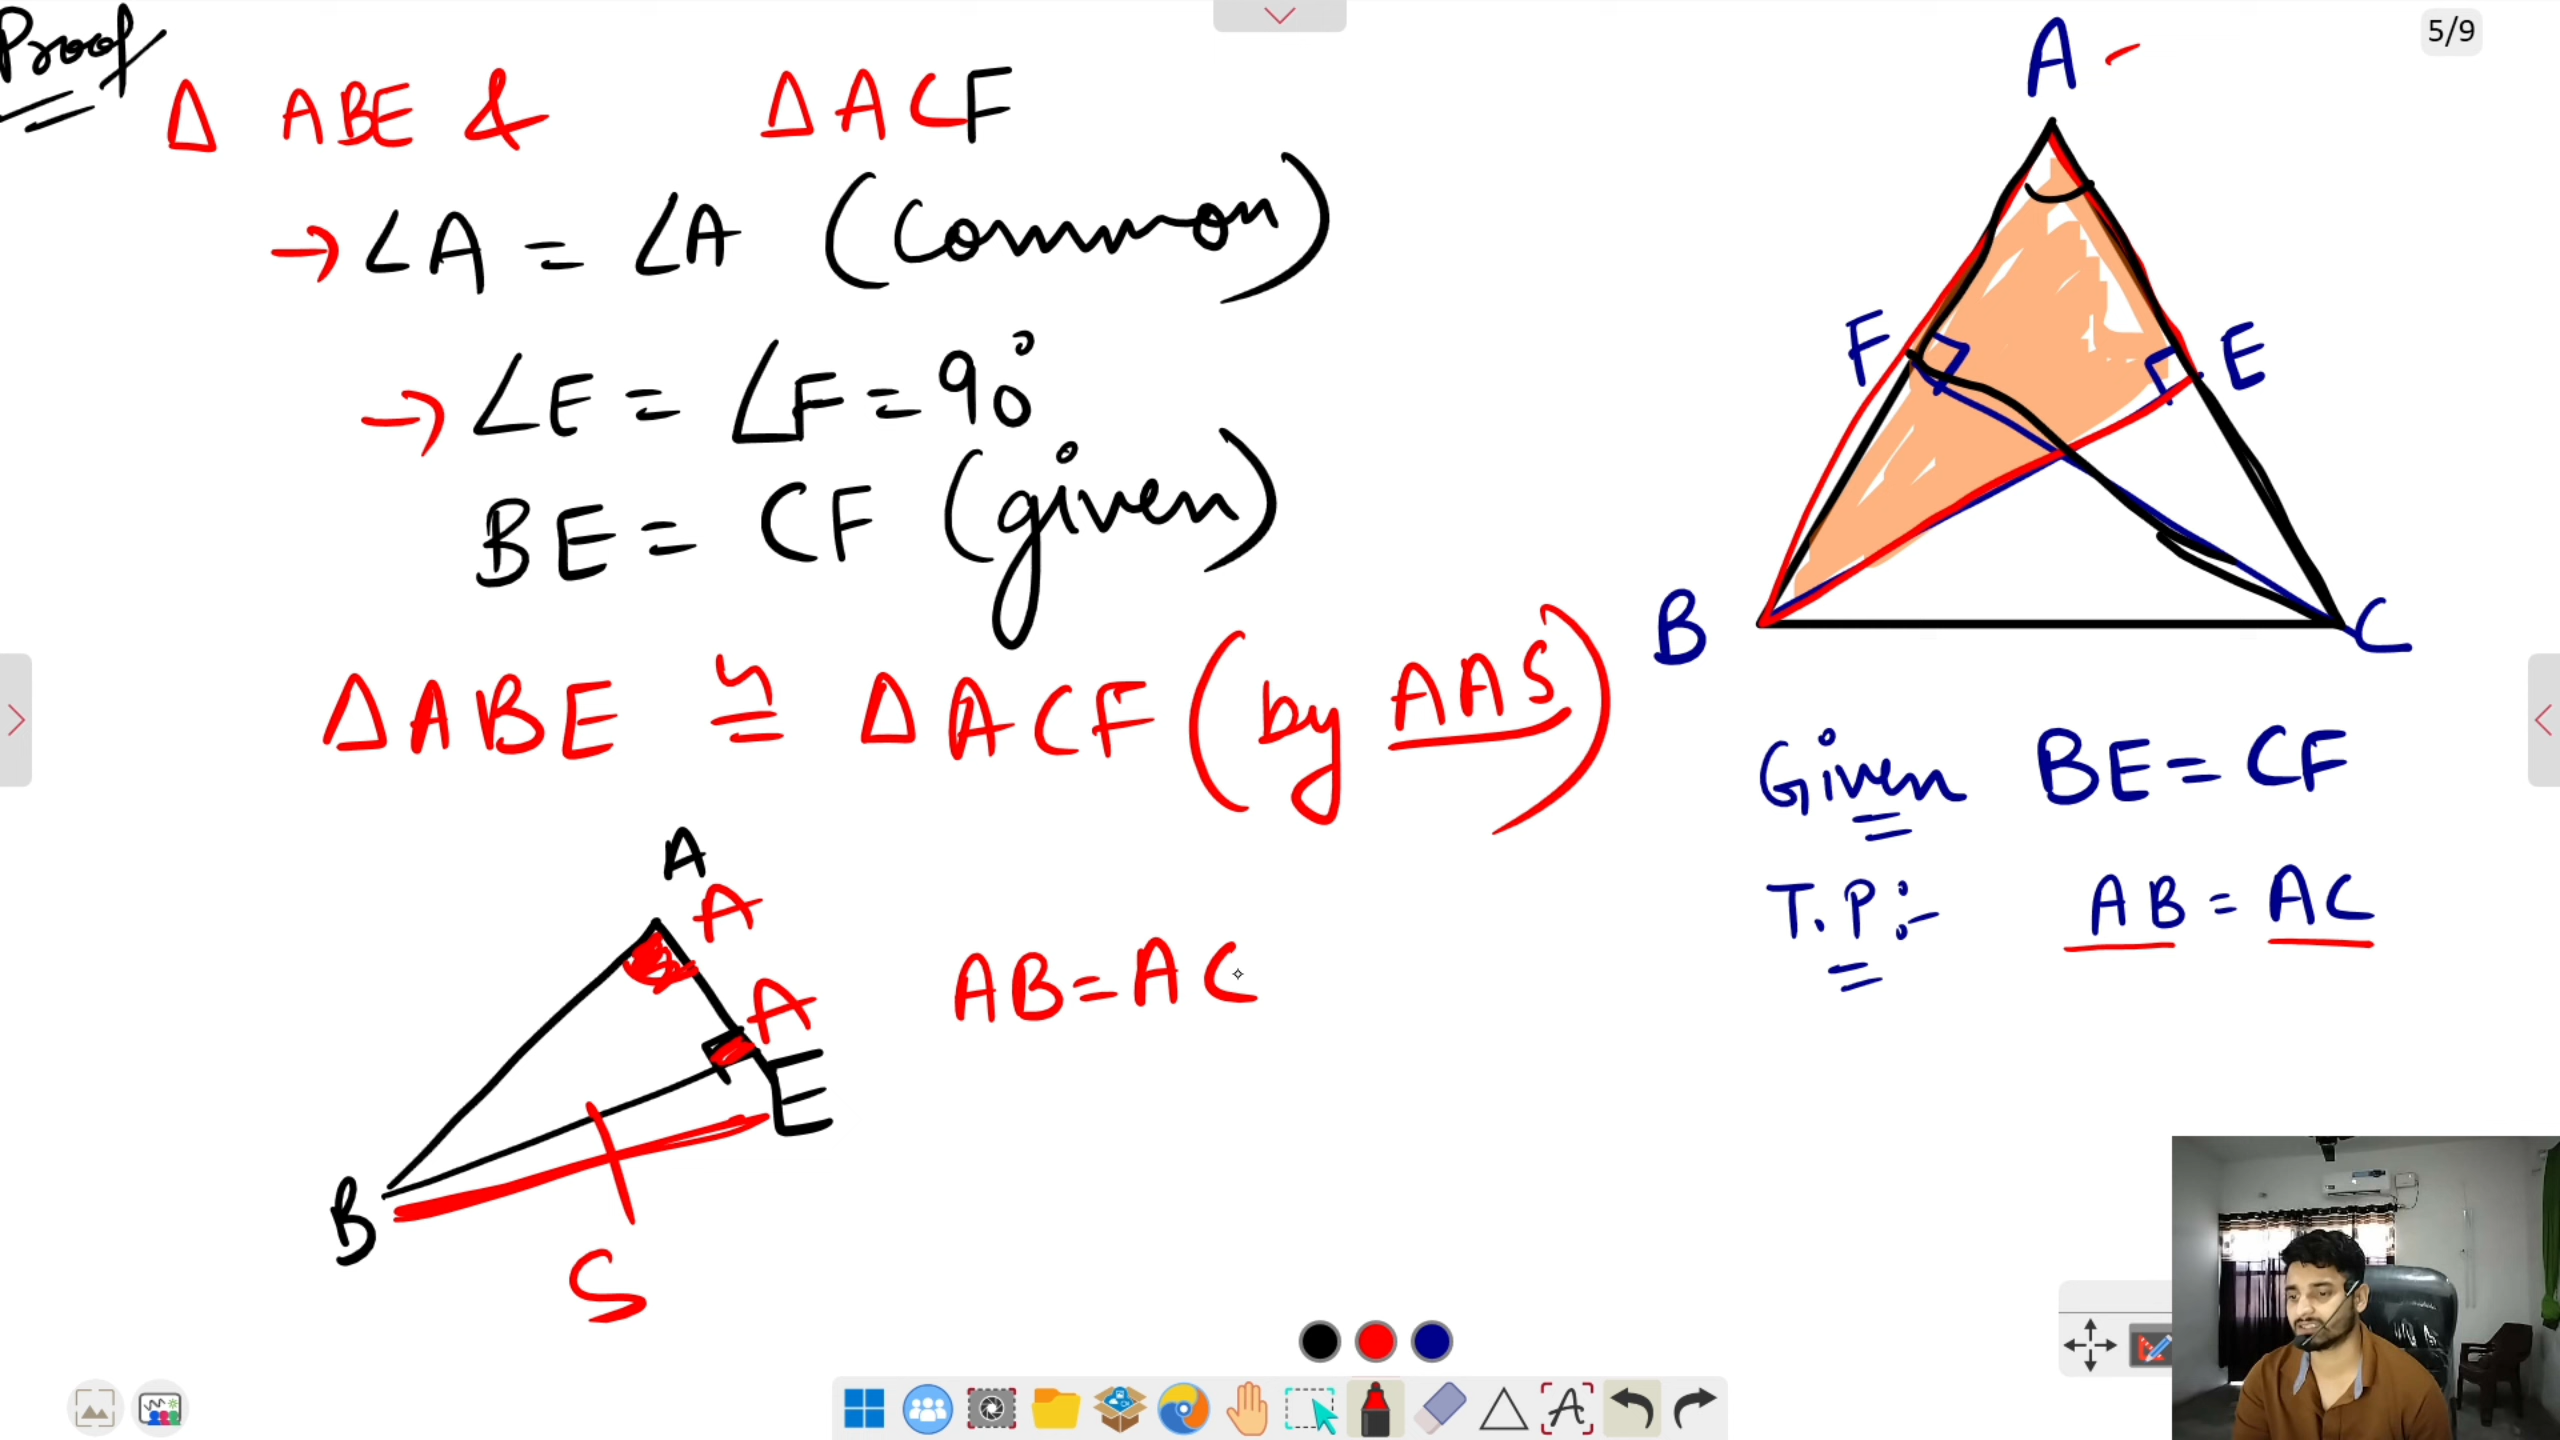 Proof
Δ ABE & Δ ACF
→ ∠A = ∠A (Common)
→ ∠E = ∠F = 90°
BE = CF (given)
Δ ABE ≅ Δ ACF (by AAS)
A
A
A
E
B
S
AB = AC
5/9
A
F
E
B
C
Given BE = CF
T.P:- AB = AC